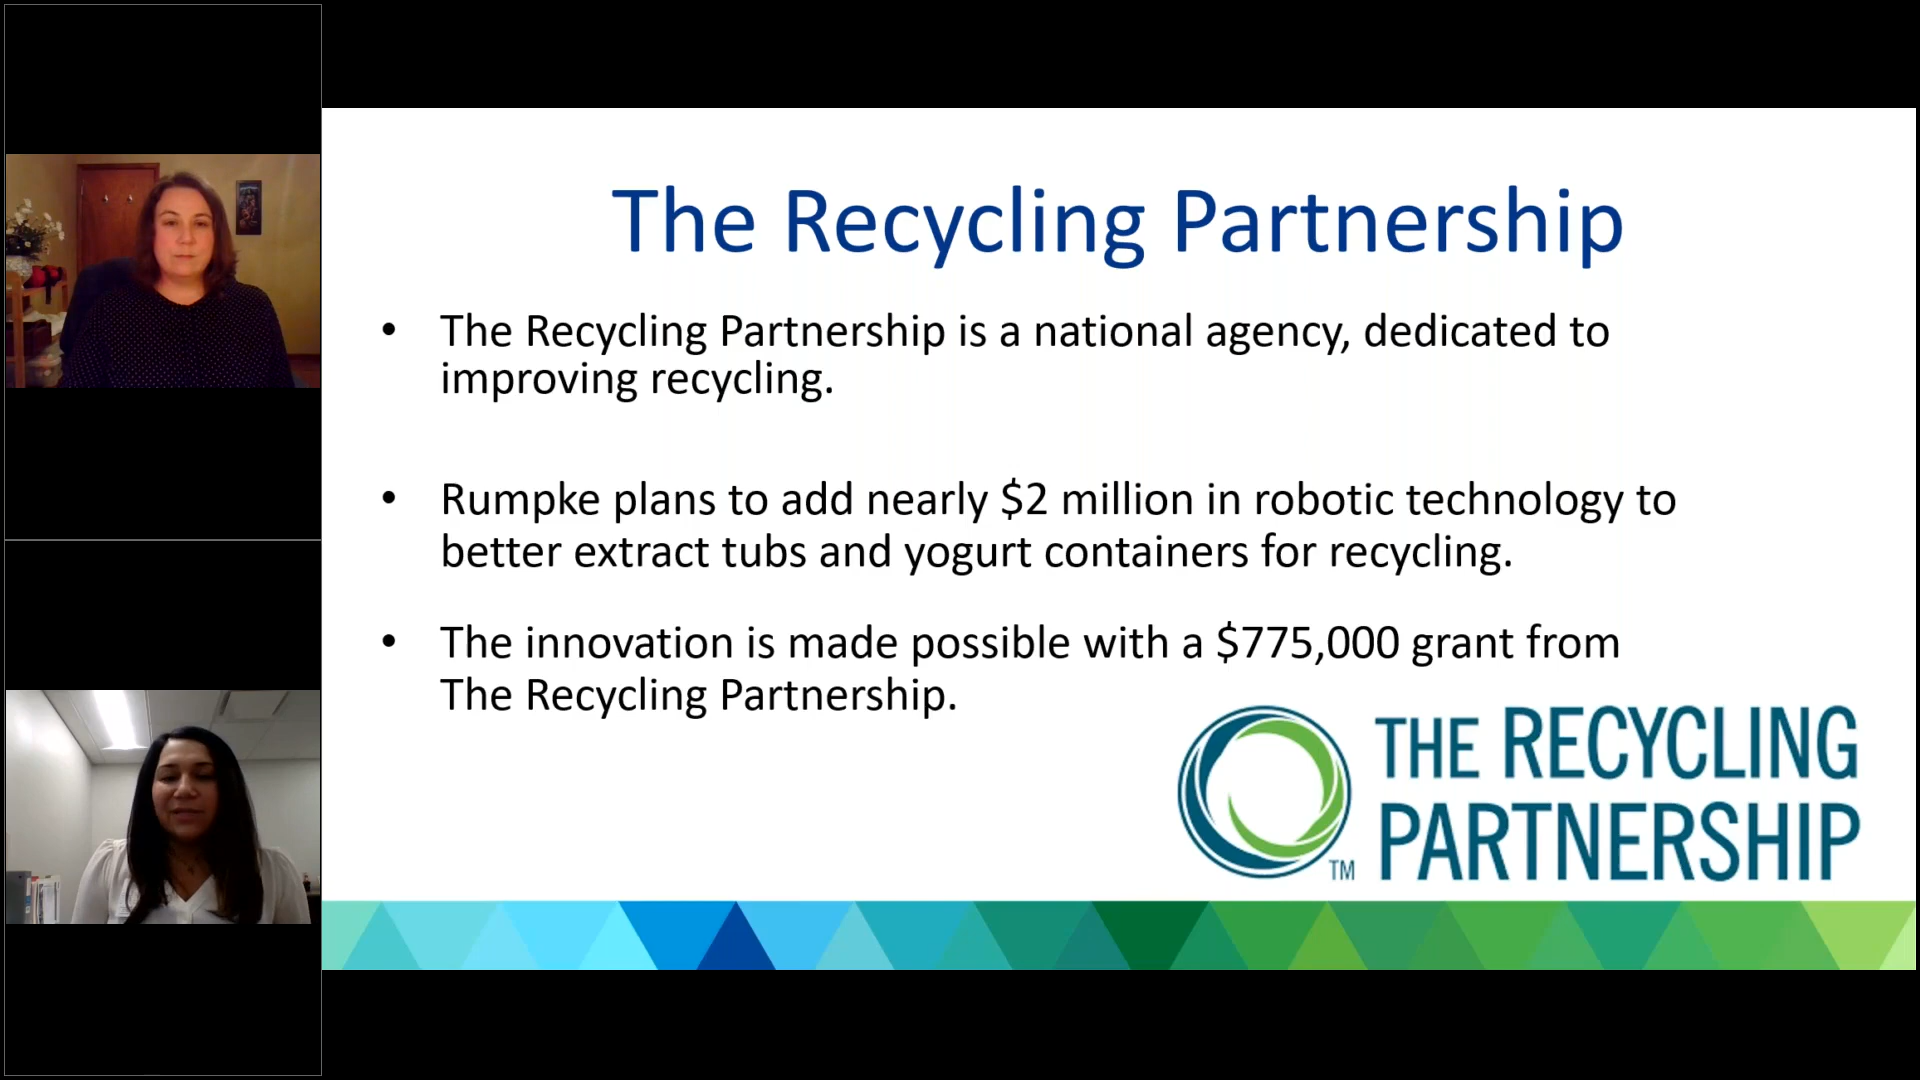 The Recycling Partnership
• The Recycling Partnership is a national agency, dedicated to
improving recycling.
• Rumpke plans to add nearly $2 million in robotic technology to
better extract tubs and yogurt containers for recycling.
• The innovation is made possible with a $775,000 grant from
The Recycling Partnership.
THE RECYCLING
PARTNERSHIP
TM